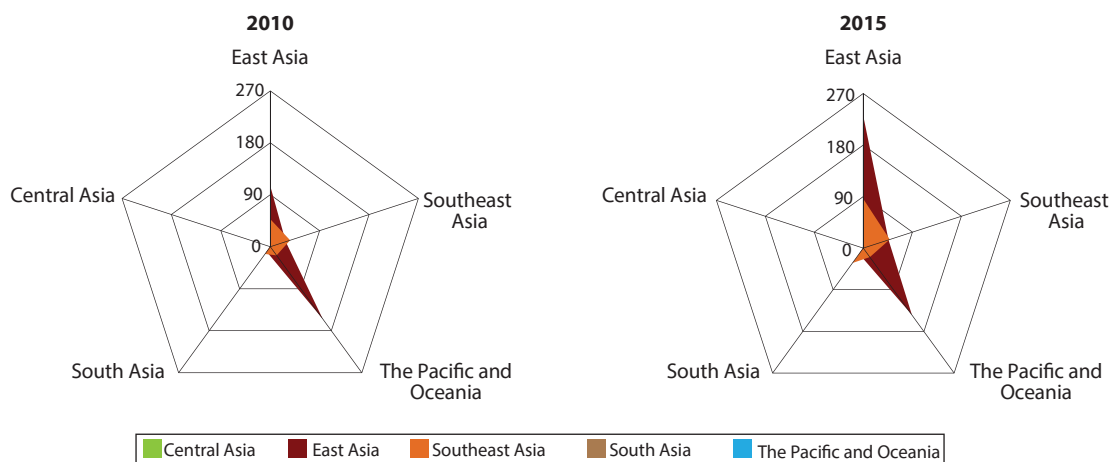 2010
East Asia
270
180
90
0
Central Asia
Southeast
Asia
South Asia
The Pacific and
Oceania
2015
East Asia
270
180
90
0
Central Asia
Southeast
Asia
South Asia
The Pacific and
Oceania
Central Asia East Asia Southeast Asia South Asia The Pacific and Oceania